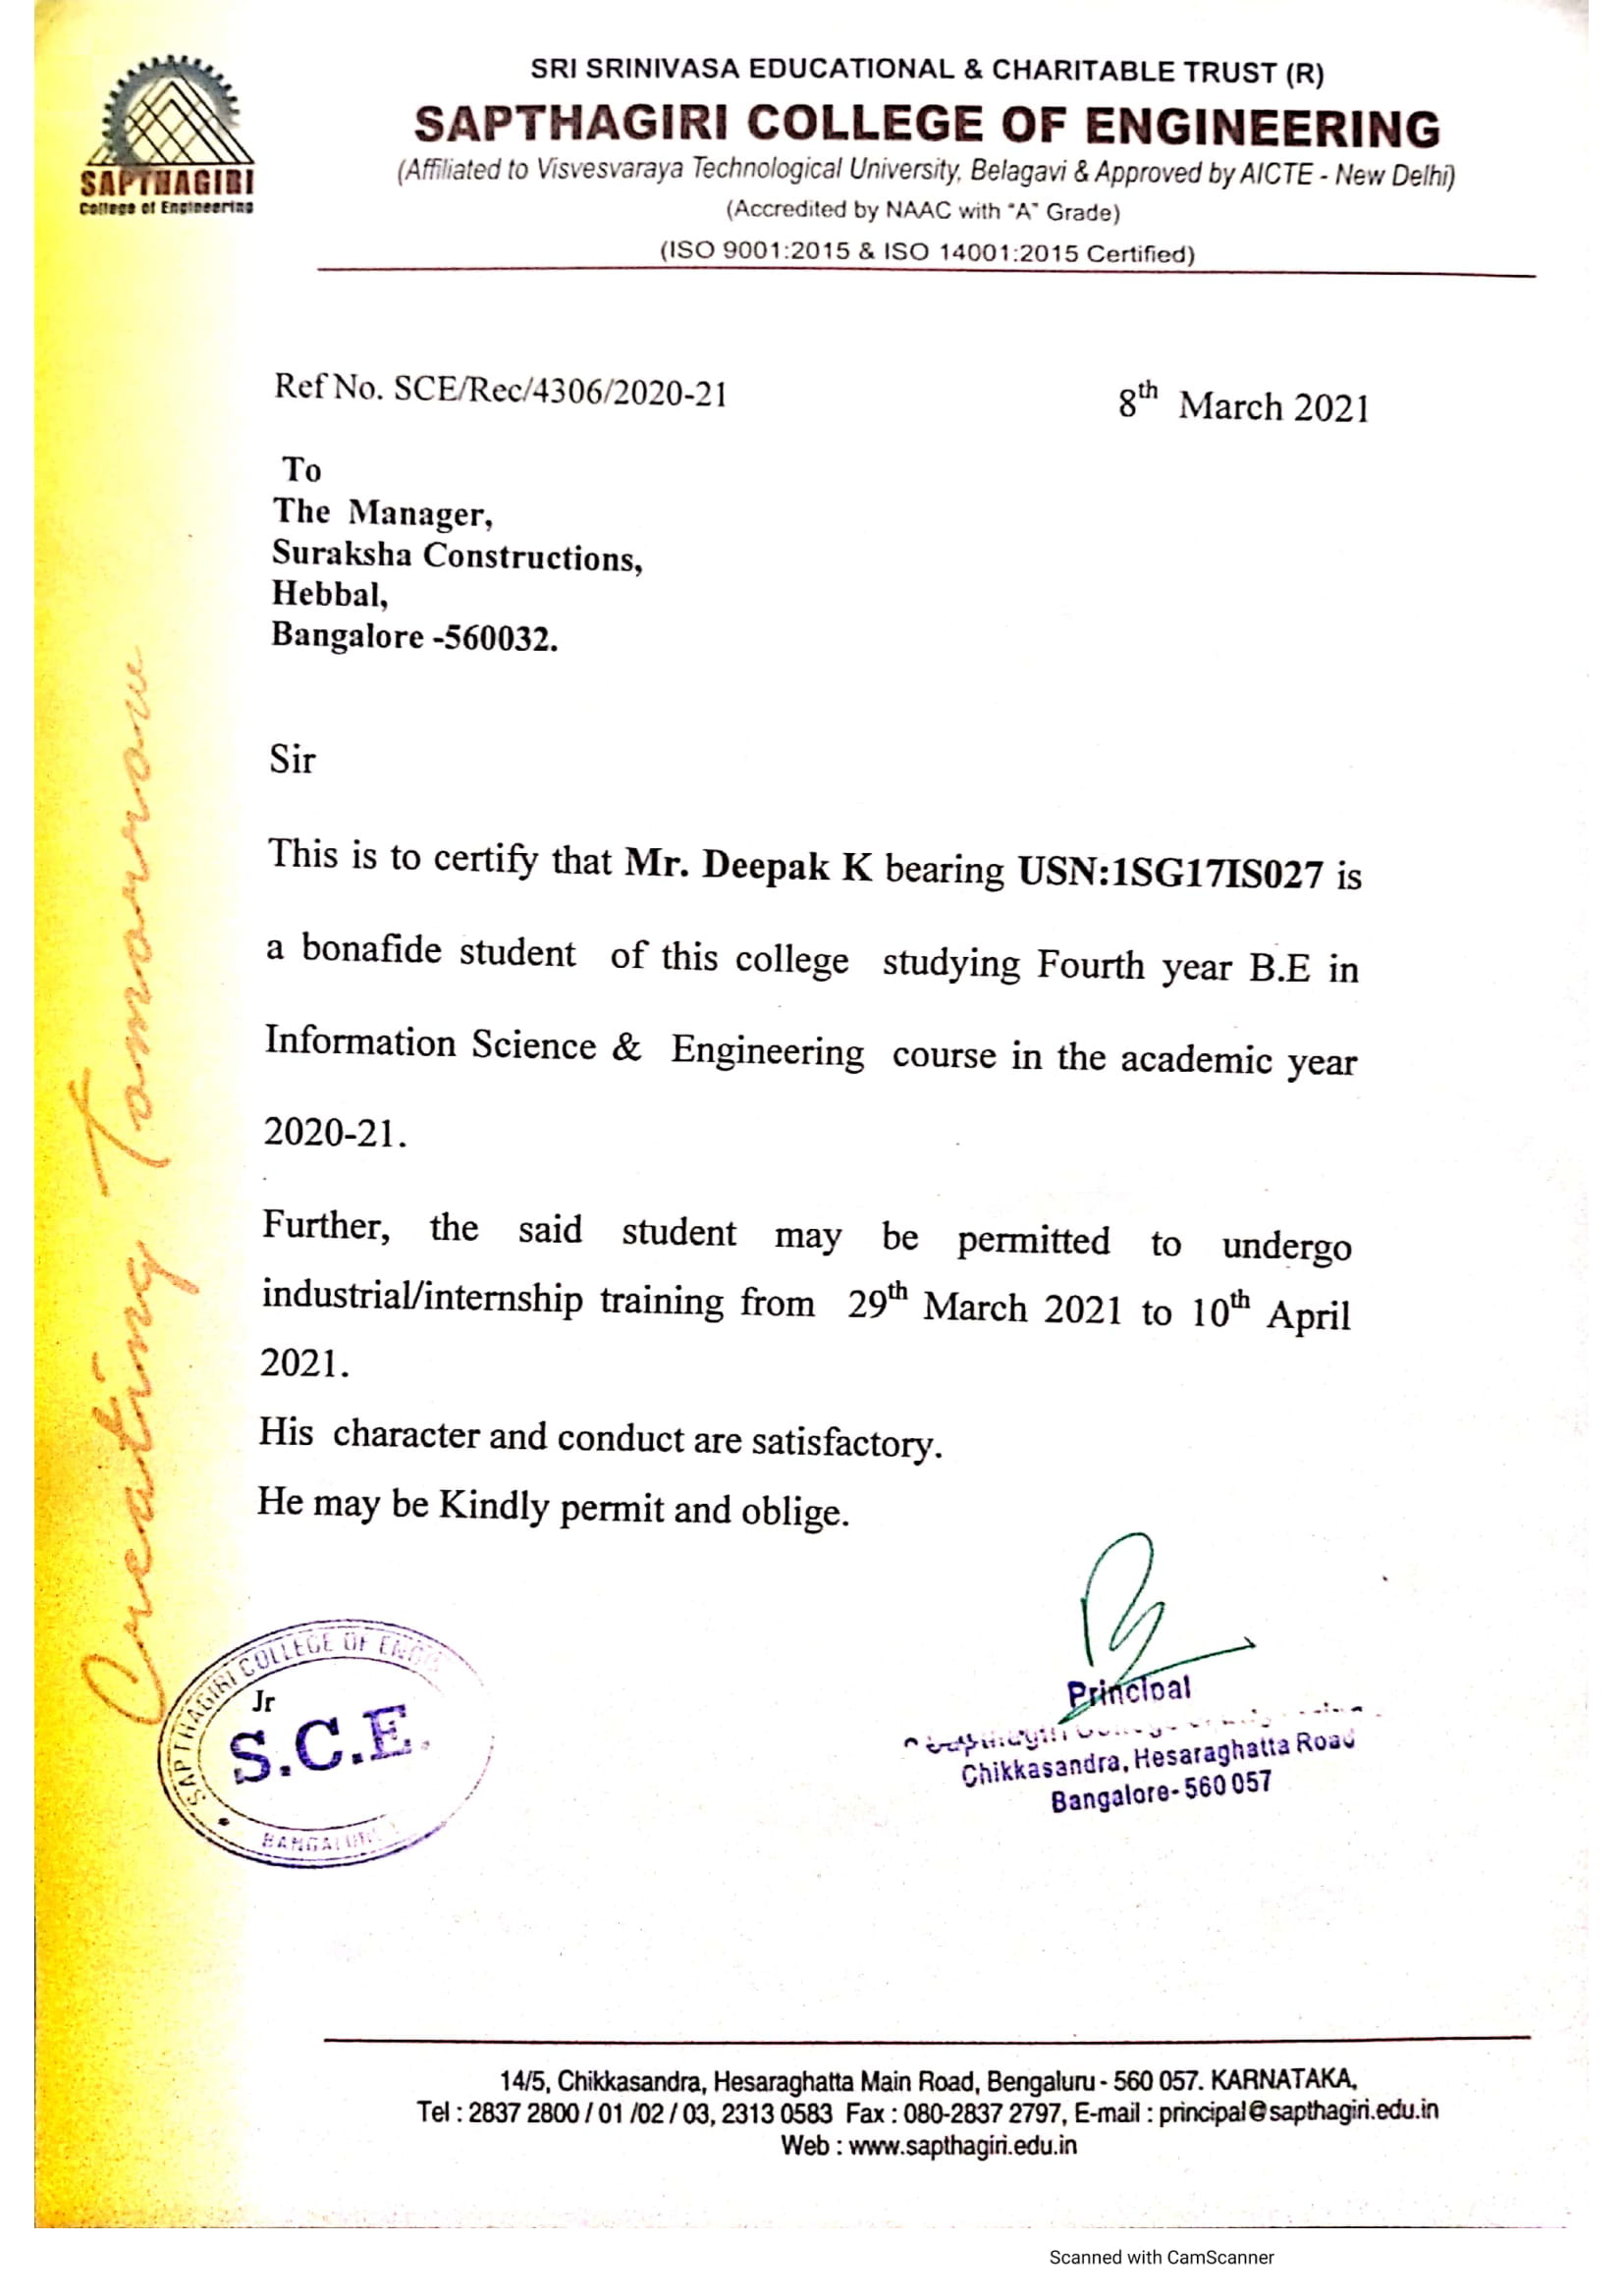 SAPTHAGIRI
College of Engineering
SRI SRINIVASA EDUCATIONAL & CHARITABLE TRUST (R)
SAPTHAGIRI COLLEGE OF ENGINEERING
(Affiliated to Visvesvaraya Technological University, Belagavi & Approved by AICTE - New Delhi)
(Accredited by NAAC with "A" Grade)
(ISO 9001:2015 & ISO 14001:2015 Certified)
Ref No. SCE/Rec/4306/2020-21
8th March 2021
To
The Manager,
Suraksha Constructions,
Hebbal,
Bangalore -560032.
Sir
This is to certify that Mr. Deepak K bearing USN:1SG17IS027 is
a bonafide student of this college studying Fourth year B.E in
Information Science & Engineering course in the academic year
2020-21.
Further, the said student may be permitted to undergo
industrial/internship training from 29th March 2021 to 10th April
2021.
His character and conduct are satisfactory.
He may be Kindly permit and oblige.
Creating Tomorrow
SAPTHAGIRI COLLEGE OF
Jr
S.C.E.
BANGALORE
Principal
Sapthagiri College of
Chikkasandra, Hesaraghatta Road
Bangalore- 560 057
14/5, Chikkasandra, Hesaraghatta Main Road, Bengaluru - 560 057. KARNATAKA,
Tel : 2837 2800 / 01 /02 / 03, 2313 0583 Fax : 080-2837 2797, E-mail : principal@sapthagiri.edu.in
Web : www.sapthagiri.edu.in
Scanned with CamScanner